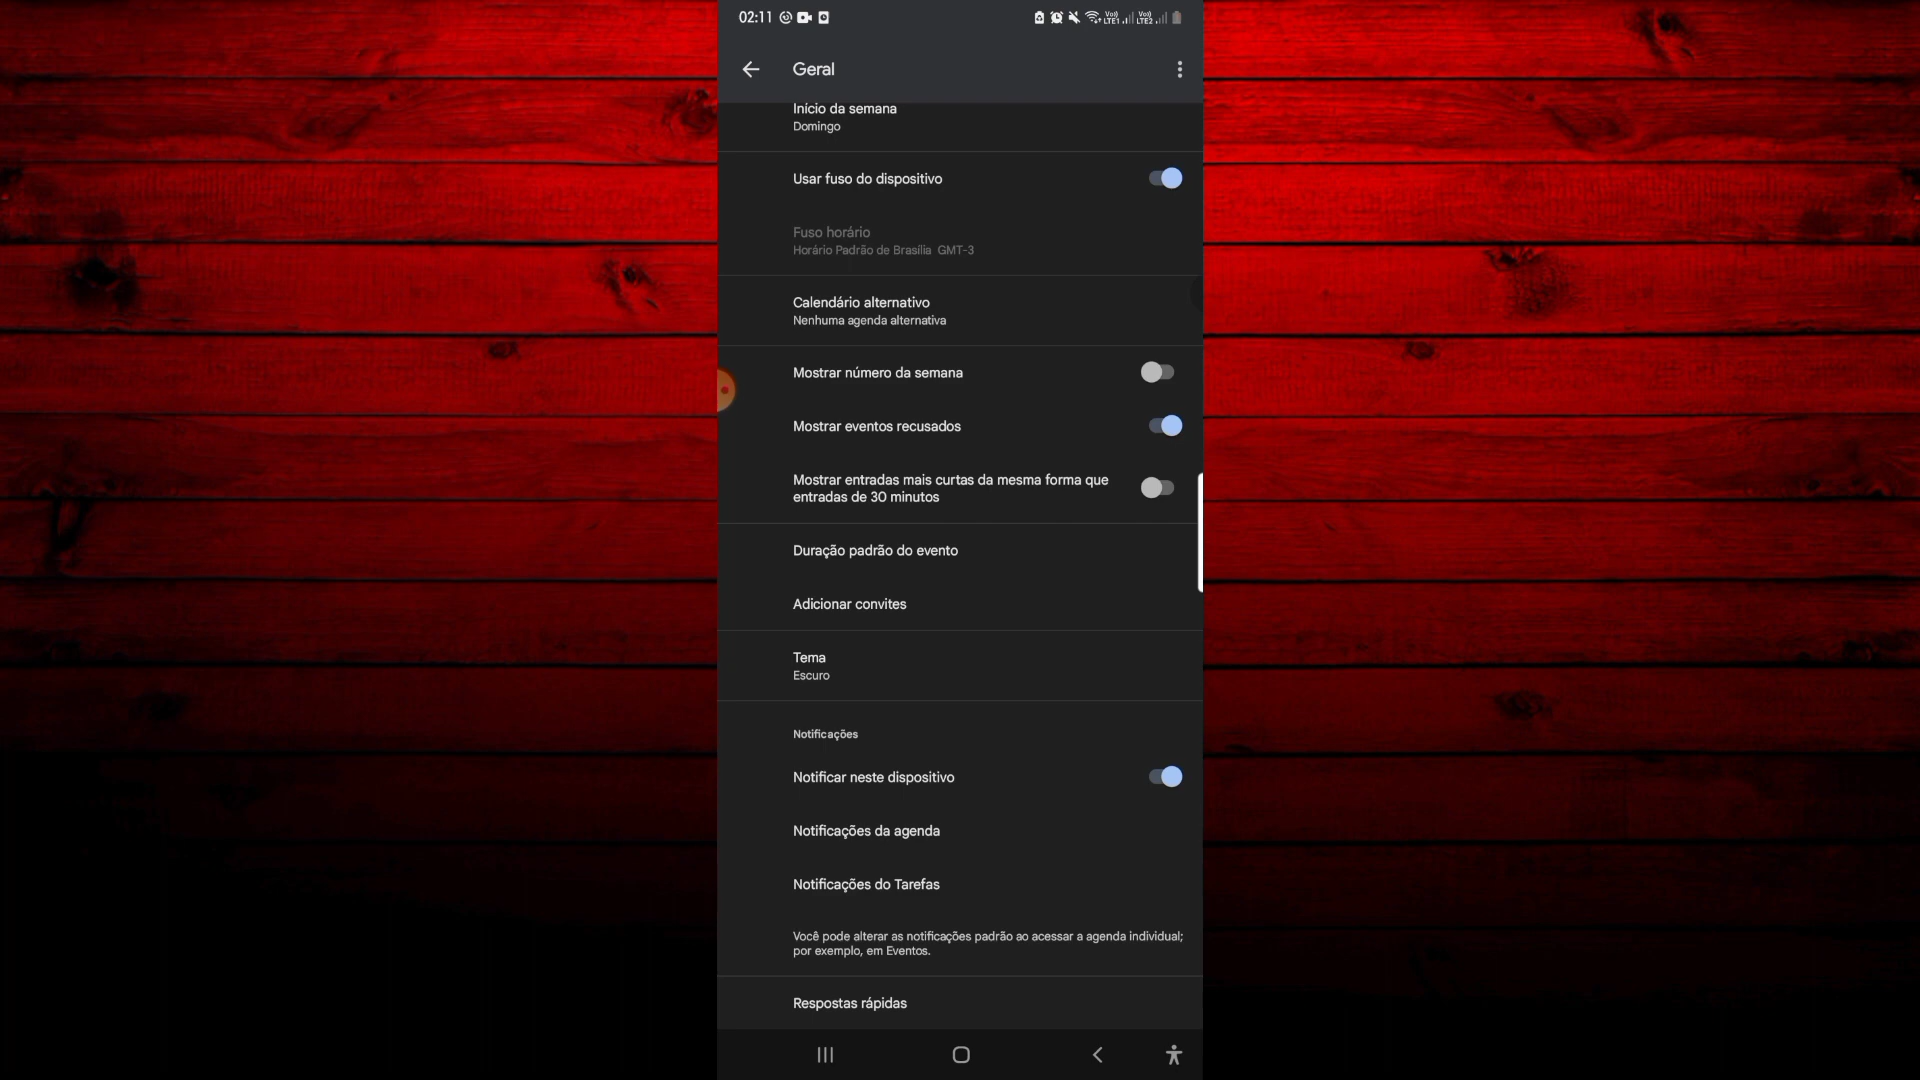 02:11
Vo)) LTE1
Vo)) LTE2
Geral
Início da semana
Domingo
Usar fuso do dispositivo
Fuso horário
Horário Padrão de Brasília GMT-3
Calendário alternativo
Nenhuma agenda alternativa
Mostrar número da semana
Mostrar eventos recusados
Mostrar entradas mais curtas da mesma forma que
entradas de 30 minutos
Duração padrão do evento
Adicionar convites
Tema
Escuro
Notificações
Notificar neste dispositivo
Notificações da agenda
Notificações do Tarefas
Você pode alterar as notificações padrão ao acessar a agenda individual;
por exemplo, em Eventos.
Respostas rápidas